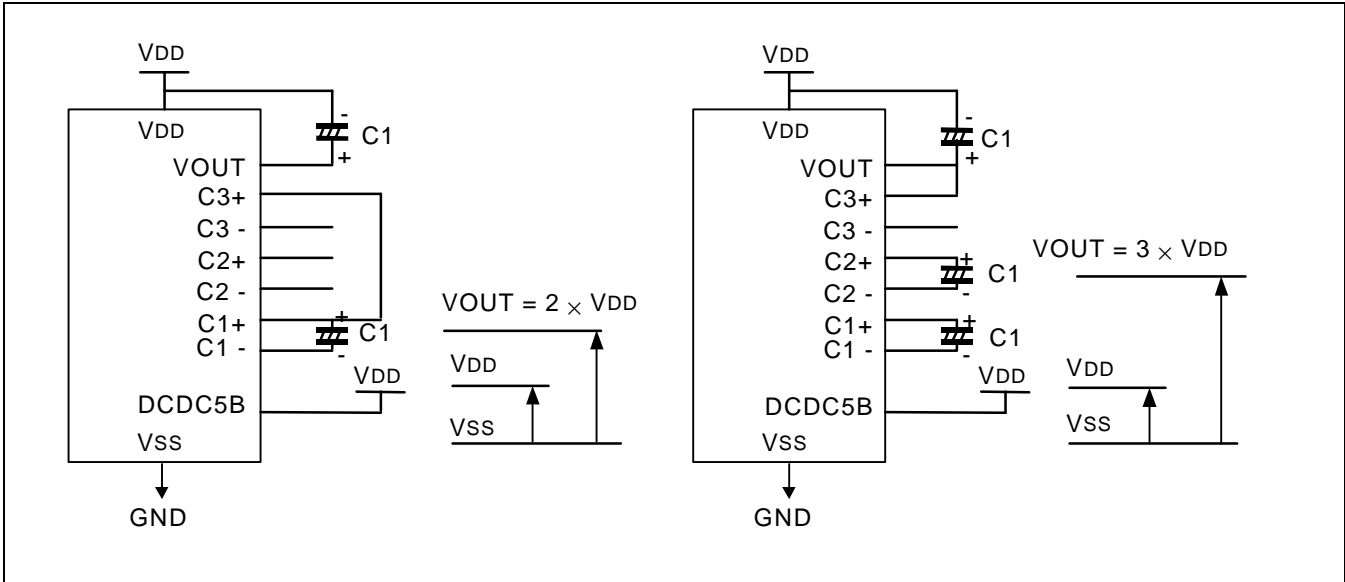 VDD
VDD
-
C1
+
VOUT
C3+
C3 -
C2+
C2 -
C1+
+
C1
C1 -
-
VDD
DCDC5B
VSS
GND
VOUT = 2 × VDD
VDD
VSS
VDD
VDD
-
C1
+
VOUT
C3+
C3 -
C2+
+
C1
C2 -
-
C1+
+
C1
C1 -
-
VDD
DCDC5B
VSS
GND
VOUT = 3 × VDD
VDD
VSS